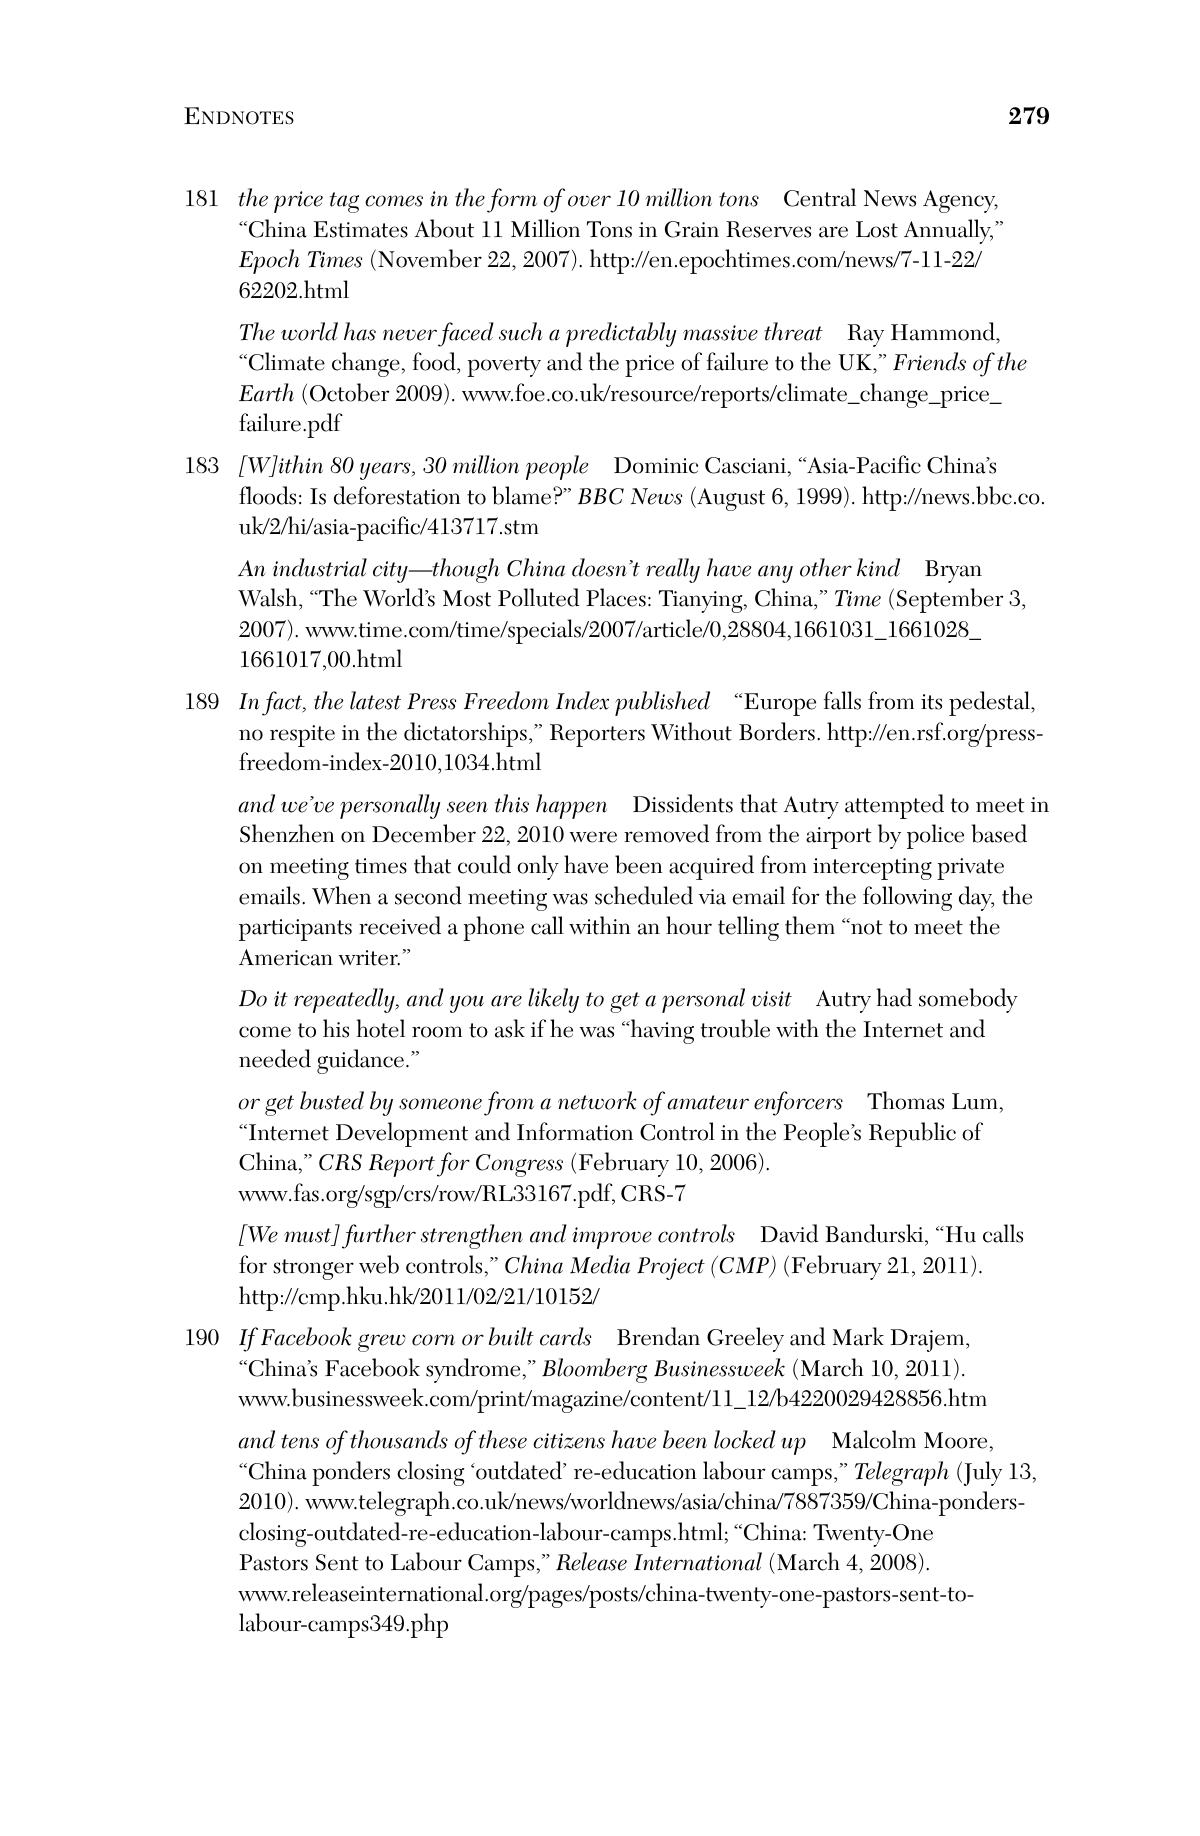 ENDNOTES 279
181 the price tag comes in the form of over 10 million tons Central News Agency,
“China Estimates About 11 Million Tons in Grain Reserves are Lost Annually,”
Epoch Times (November 22, 2007). http://en.epochtimes.com/news/7-11-22/
62202.html
The world has never faced such a predictably massive threat Ray Hammond,
“Climate change, food, poverty and the price of failure to the UK,” Friends of the
Earth (October 2009). www.foe.co.uk/resource/reports/climate_change_price_
failure.pdf
183 [W]ithin 80 years, 30 million people Dominic Casciani, “Asia-Pacific China’s
floods: Is deforestation to blame?” BBC News (August 6, 1999). http://news.bbc.co.
uk/2/hi/asia-pacific/413717.stm
An industrial city—though China doesn’t really have any other kind Bryan
Walsh, “The World’s Most Polluted Places: Tianying, China,” Time (September 3,
2007). www.time.com/time/specials/2007/article/0,28804,1661031_1661028_
1661017,00.html
189 In fact, the latest Press Freedom Index published “Europe falls from its pedestal,
no respite in the dictatorships,” Reporters Without Borders. http://en.rsf.org/press-
freedom-index-2010,1034.html
and we’ve personally seen this happen Dissidents that Autry attempted to meet in
Shenzhen on December 22, 2010 were removed from the airport by police based
on meeting times that could only have been acquired from intercepting private
emails. When a second meeting was scheduled via email for the following day, the
participants received a phone call within an hour telling them “not to meet the
American writer.”
Do it repeatedly, and you are likely to get a personal visit Autry had somebody
come to his hotel room to ask if he was “having trouble with the Internet and
needed guidance.”
or get busted by someone from a network of amateur enforcers Thomas Lum,
“Internet Development and Information Control in the People’s Republic of
China,” CRS Report for Congress (February 10, 2006).
www.fas.org/sgp/crs/row/RL33167.pdf, CRS-7
[We must] further strengthen and improve controls David Bandurski, “Hu calls
for stronger web controls,” China Media Project (CMP) (February 21, 2011).
http://cmp.hku.hk/2011/02/21/10152/
190 If Facebook grew corn or built cards Brendan Greeley and Mark Drajem,
“China’s Facebook syndrome,” Bloomberg Businessweek (March 10, 2011).
www.businessweek.com/print/magazine/content/11_12/b4220029428856.htm
and tens of thousands of these citizens have been locked up Malcolm Moore,
“China ponders closing ‘outdated’ re-education labour camps,” Telegraph (July 13,
2010). www.telegraph.co.uk/news/worldnews/asia/china/7887359/China-ponders-
closing-outdated-re-education-labour-camps.html; “China: Twenty-One
Pastors Sent to Labour Camps,” Release International (March 4, 2008).
www.releaseinternational.org/pages/posts/china-twenty-one-pastors-sent-to-
labour-camps349.php